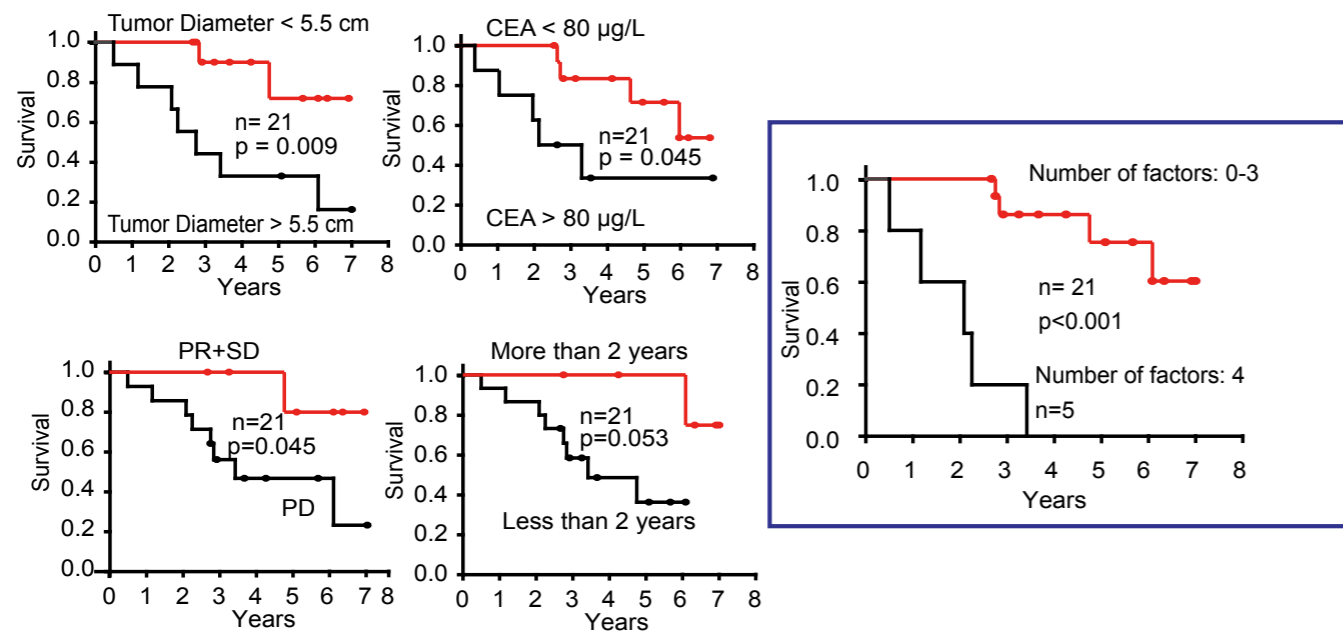 Tumor Diameter < 5.5 cm
1.0
0.8
0.6
0.4
0.2
0.0
Survival
n= 21
p = 0.009
Tumor Diameter > 5.5 cm
0 1 2 3 4 5 6 7 8
Years
CEA < 80 µg/L
1.0
0.8
0.6
0.4
0.2
0.0
Survival
n=21
p = 0.045
CEA > 80 µg/L
0 1 2 3 4 5 6 7 8
Years
PR+SD
1.0
0.8
0.6
0.4
0.2
0.0
Survival
n=21
p=0.045
PD
0 1 2 3 4 5 6 7 8
Years
More than 2 years
1.0
0.8
0.6
0.4
0.2
0.0
Survival
n=21
p=0.053
Less than 2 years
0 1 2 3 4 5 6 7 8
Years
Number of factors: 0-3
1.0
0.8
0.6
0.4
0.2
0.0
Survival
n= 21
p<0.001
Number of factors: 4
n=5
0 1 2 3 4 5 6 7 8
Years